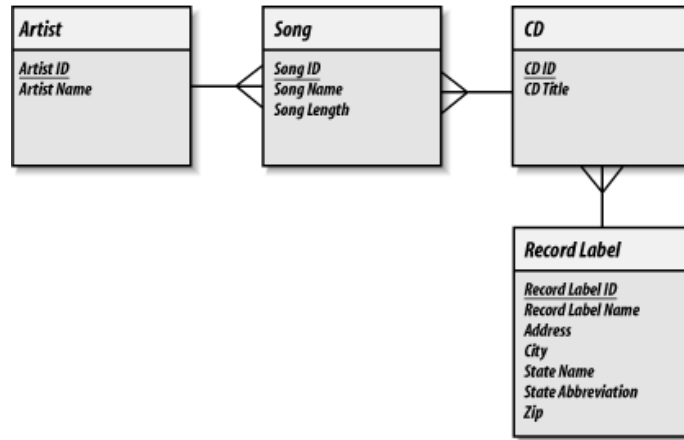 Artist
Artist ID
Artist Name
Song
Song ID
Song Name
Song Length
CD
CD ID
CD Title
Record Label
Record Label ID
Record Label Name
Address
City
State Name
State Abbreviation
Zip